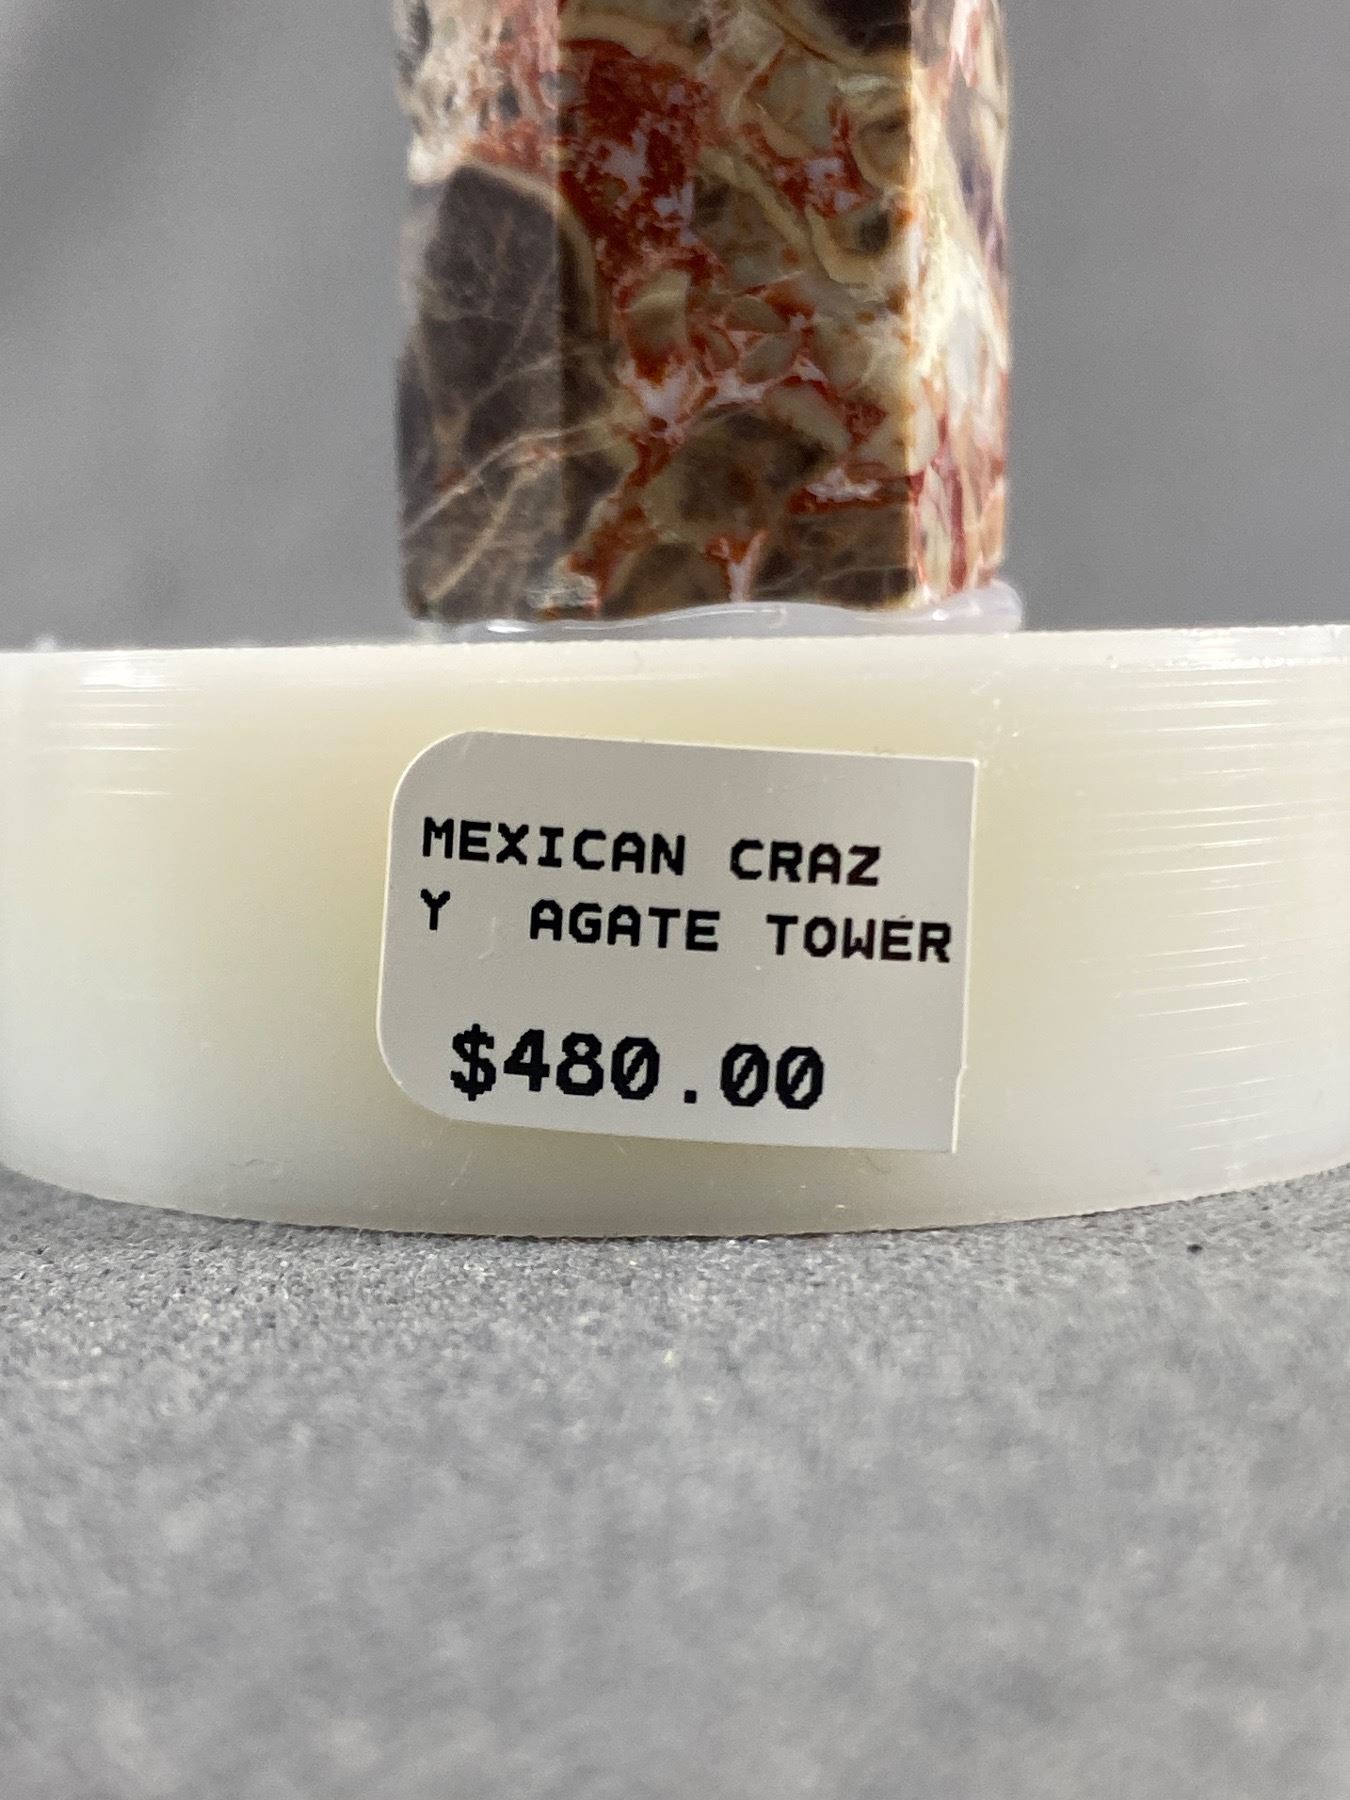 MEXICAN CRAZ
Y AGATE TOWER
$480.00